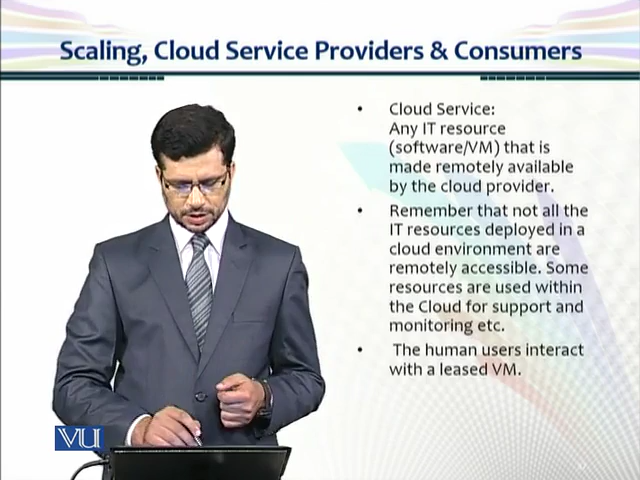 Scaling, Cloud Service Providers & Consumers
• Cloud Service:
Any IT resource
(software/VM) that is
made remotely available
by the cloud provider.
• Remember that not all the
IT resources deployed in a
cloud environment are
remotely accessible. Some
resources are used within
the Cloud for support and
monitoring etc.
• The human users interact
with a leased VM.
VU